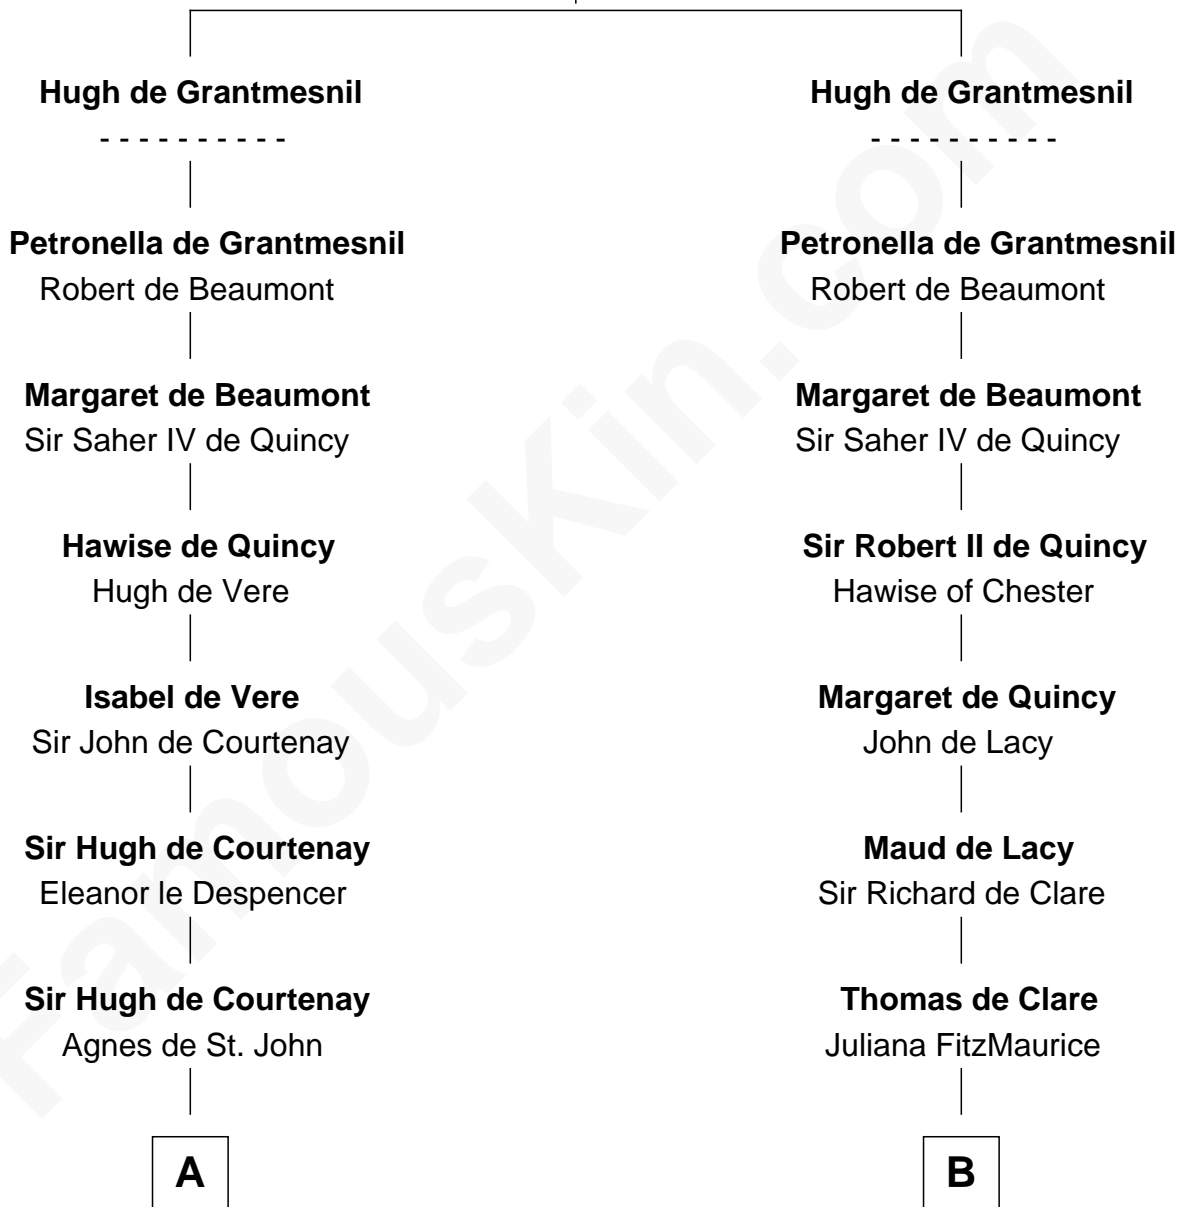 Hugh de Grantmesnil
- - - - - - - - - -
Petronella de Grantmesnil
Robert de Beaumont
Margaret de Beaumont
Sir Saher IV de Quincy
Hawise de Quincy
Hugh de Vere
Isabel de Vere
Sir John de Courtenay
Sir Hugh de Courtenay
Eleanor le Despencer
Sir Hugh de Courtenay
Agnes de St. John
A
Hugh de Grantmesnil
- - - - - - - - - -
Petronella de Grantmesnil
Robert de Beaumont
Margaret de Beaumont
Sir Saher IV de Quincy
Sir Robert II de Quincy
Hawise of Chester
Margaret de Quincy
John de Lacy
Maud de Lacy
Sir Richard de Clare
Thomas de Clare
Juliana FitzMaurice
B
FamousKin.com